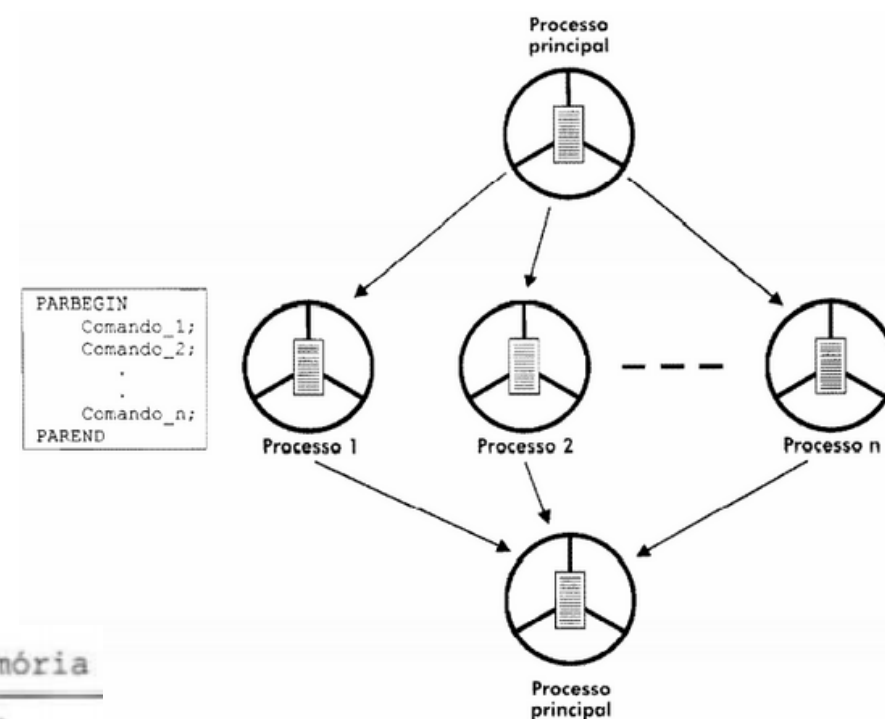 Processo
principal
PARBEGIN
Comando_1;
Comando_2;
.
.
Comando_n;
PAREND
Processo 1
Processo 2
Processo n
mória
Processo
principal